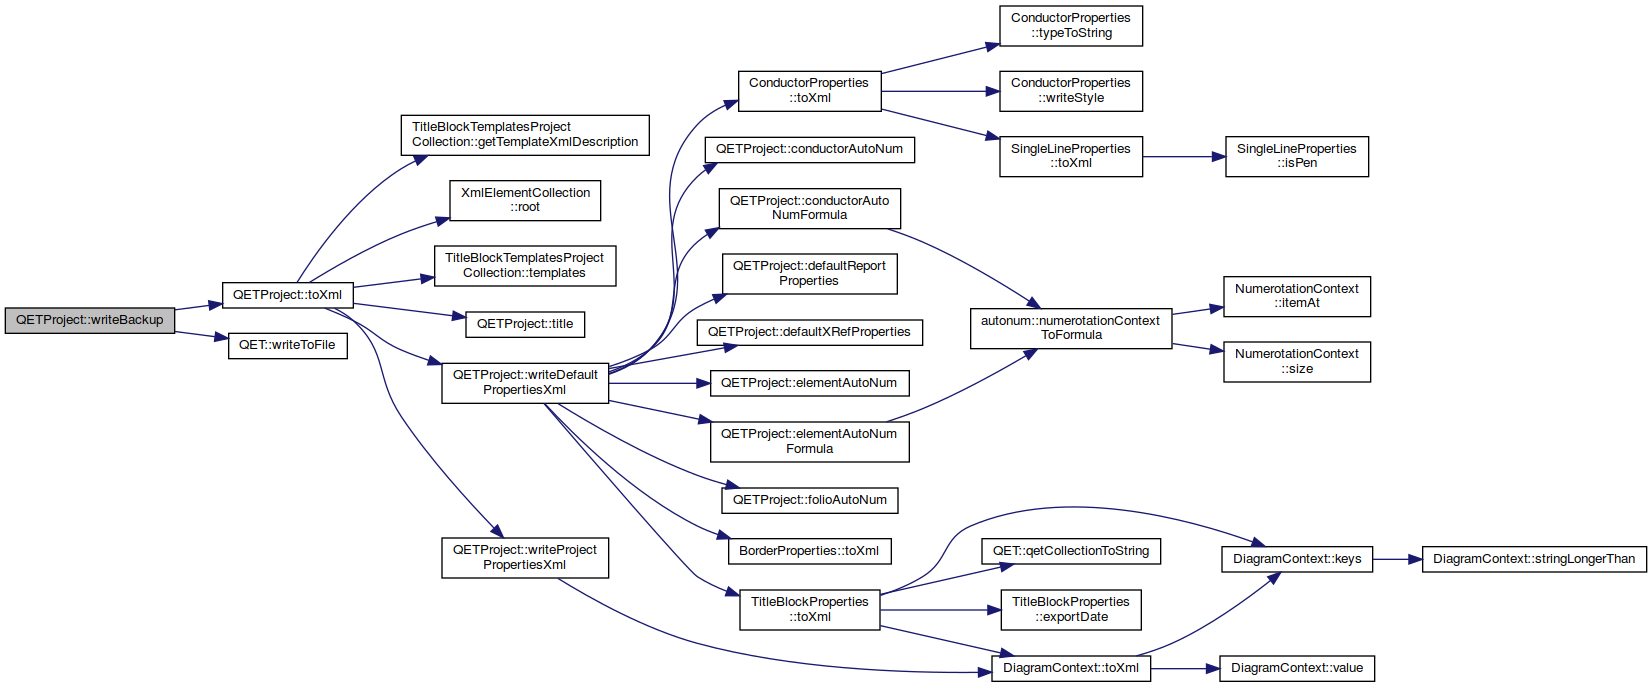 QETProject::writeBackup
QETProject::toXml
QET::writeToFile
TitleBlockTemplatesProject
Collection::getTemplateXmlDescription
XmlElementCollection
::root
TitleBlockTemplatesProject
Collection::templates
QETProject::title
QETProject::writeDefault
PropertiesXml
QETProject::writeProject
PropertiesXml
ConductorProperties
::toXml
QETProject::conductorAutoNum
QETProject::conductorAuto
NumFormula
QETProject::defaultReport
Properties
QETProject::defaultXRefProperties
QETProject::elementAutoNum
QETProject::elementAutoNum
Formula
QETProject::folioAutoNum
BorderProperties::toXml
TitleBlockProperties
::toXml
ConductorProperties
::typeToString
ConductorProperties
::writeStyle
SingleLineProperties
::toXml
autonum::numerotationContext
ToFormula
QET::qetCollectionToString
TitleBlockProperties
::exportDate
DiagramContext::toXml
SingleLineProperties
::isPen
NumerotationContext
::itemAt
NumerotationContext
::size
DiagramContext::keys
DiagramContext::value
DiagramContext::stringLongerThan